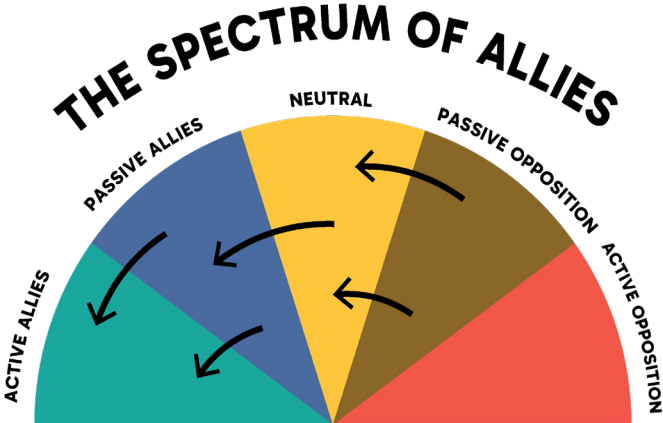 THE SPECTRUM OF ALLIES
ACTIVE ALLIES
PASSIVE ALLIES
NEUTRAL
PASSIVE OPPOSITION
ACTIVE OPPOSITION